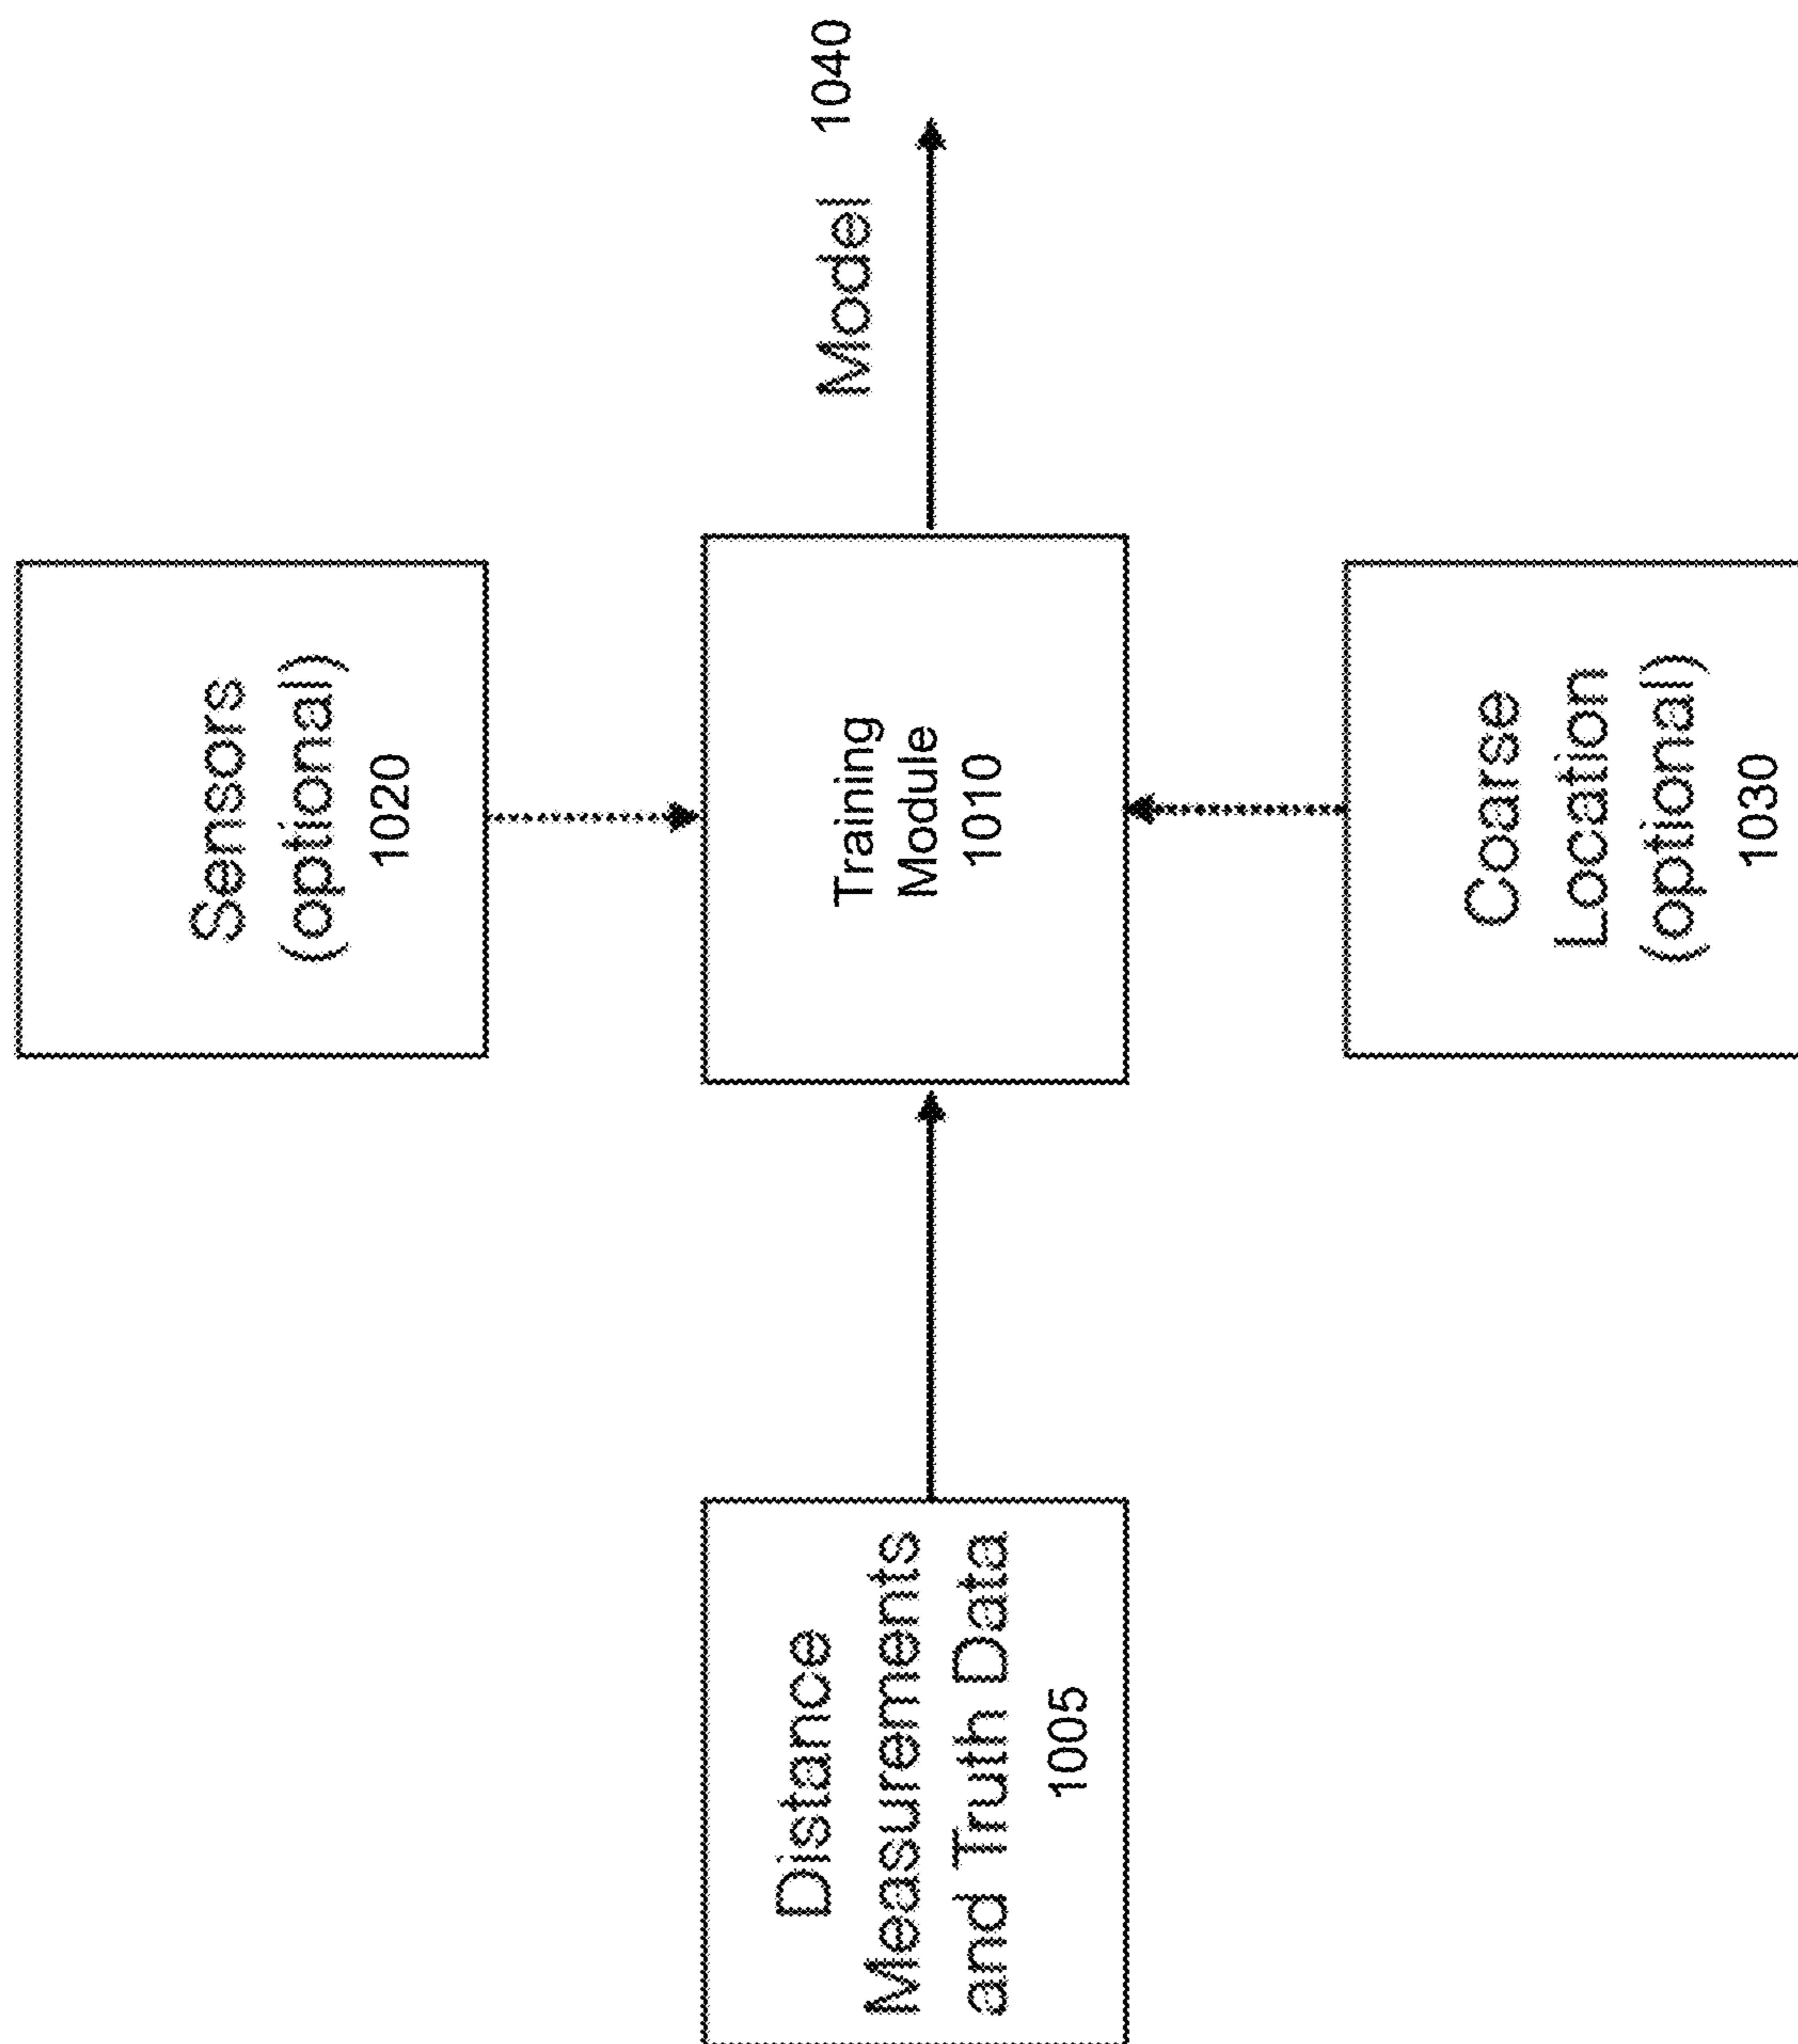 Sensors
(optional)
1020
Distance
Measurements
and Truth Data
1005
Training
Module
1010
Model 1040
Coarse
Location
(optional)
1030